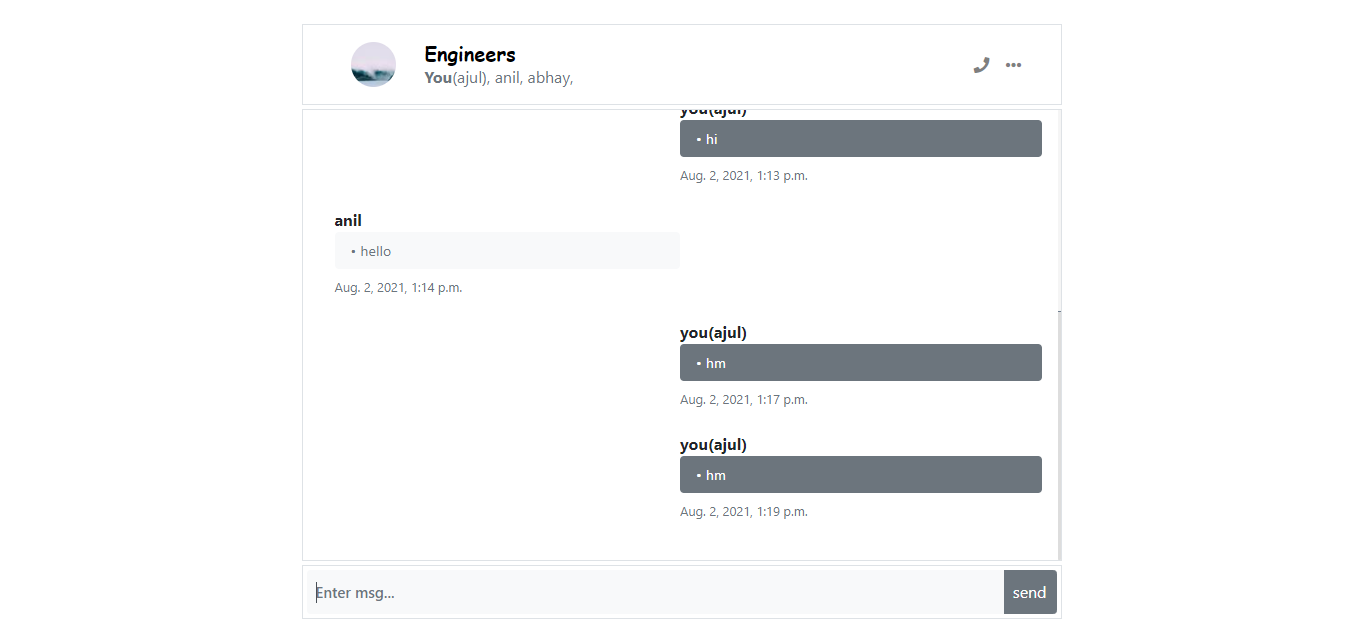 Engineers
You(ajul), anil, abhay,
you(ajul)
• hi
Aug. 2, 2021, 1:13 p.m.
anil
• hello
Aug. 2, 2021, 1:14 p.m.
you(ajul)
• hm
Aug. 2, 2021, 1:17 p.m.
you(ajul)
• hm
Aug. 2, 2021, 1:19 p.m.
Enter msg...
send